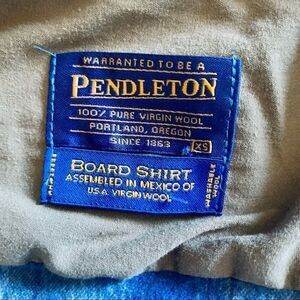 WARRANTED TO BE A
PENDLETON
100% PURE VIRGIN WOOL
PORTLAND, OREGON
SINCE 1863
XS
BOARD SHIRT
ASSEMBLED IN MEXICO OF
U.S.A. VIRGIN WOOL